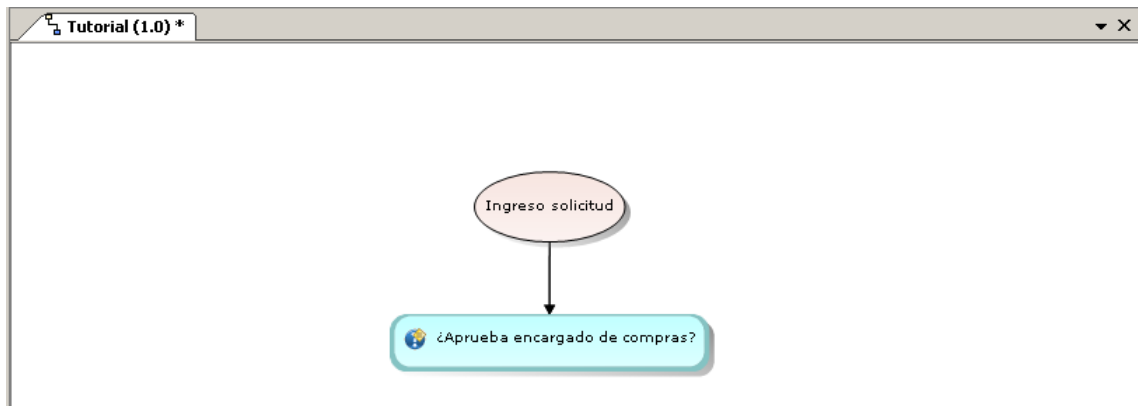 Tutorial (1.0) *
Ingreso solicitud
¿Aprueba encargado de compras?